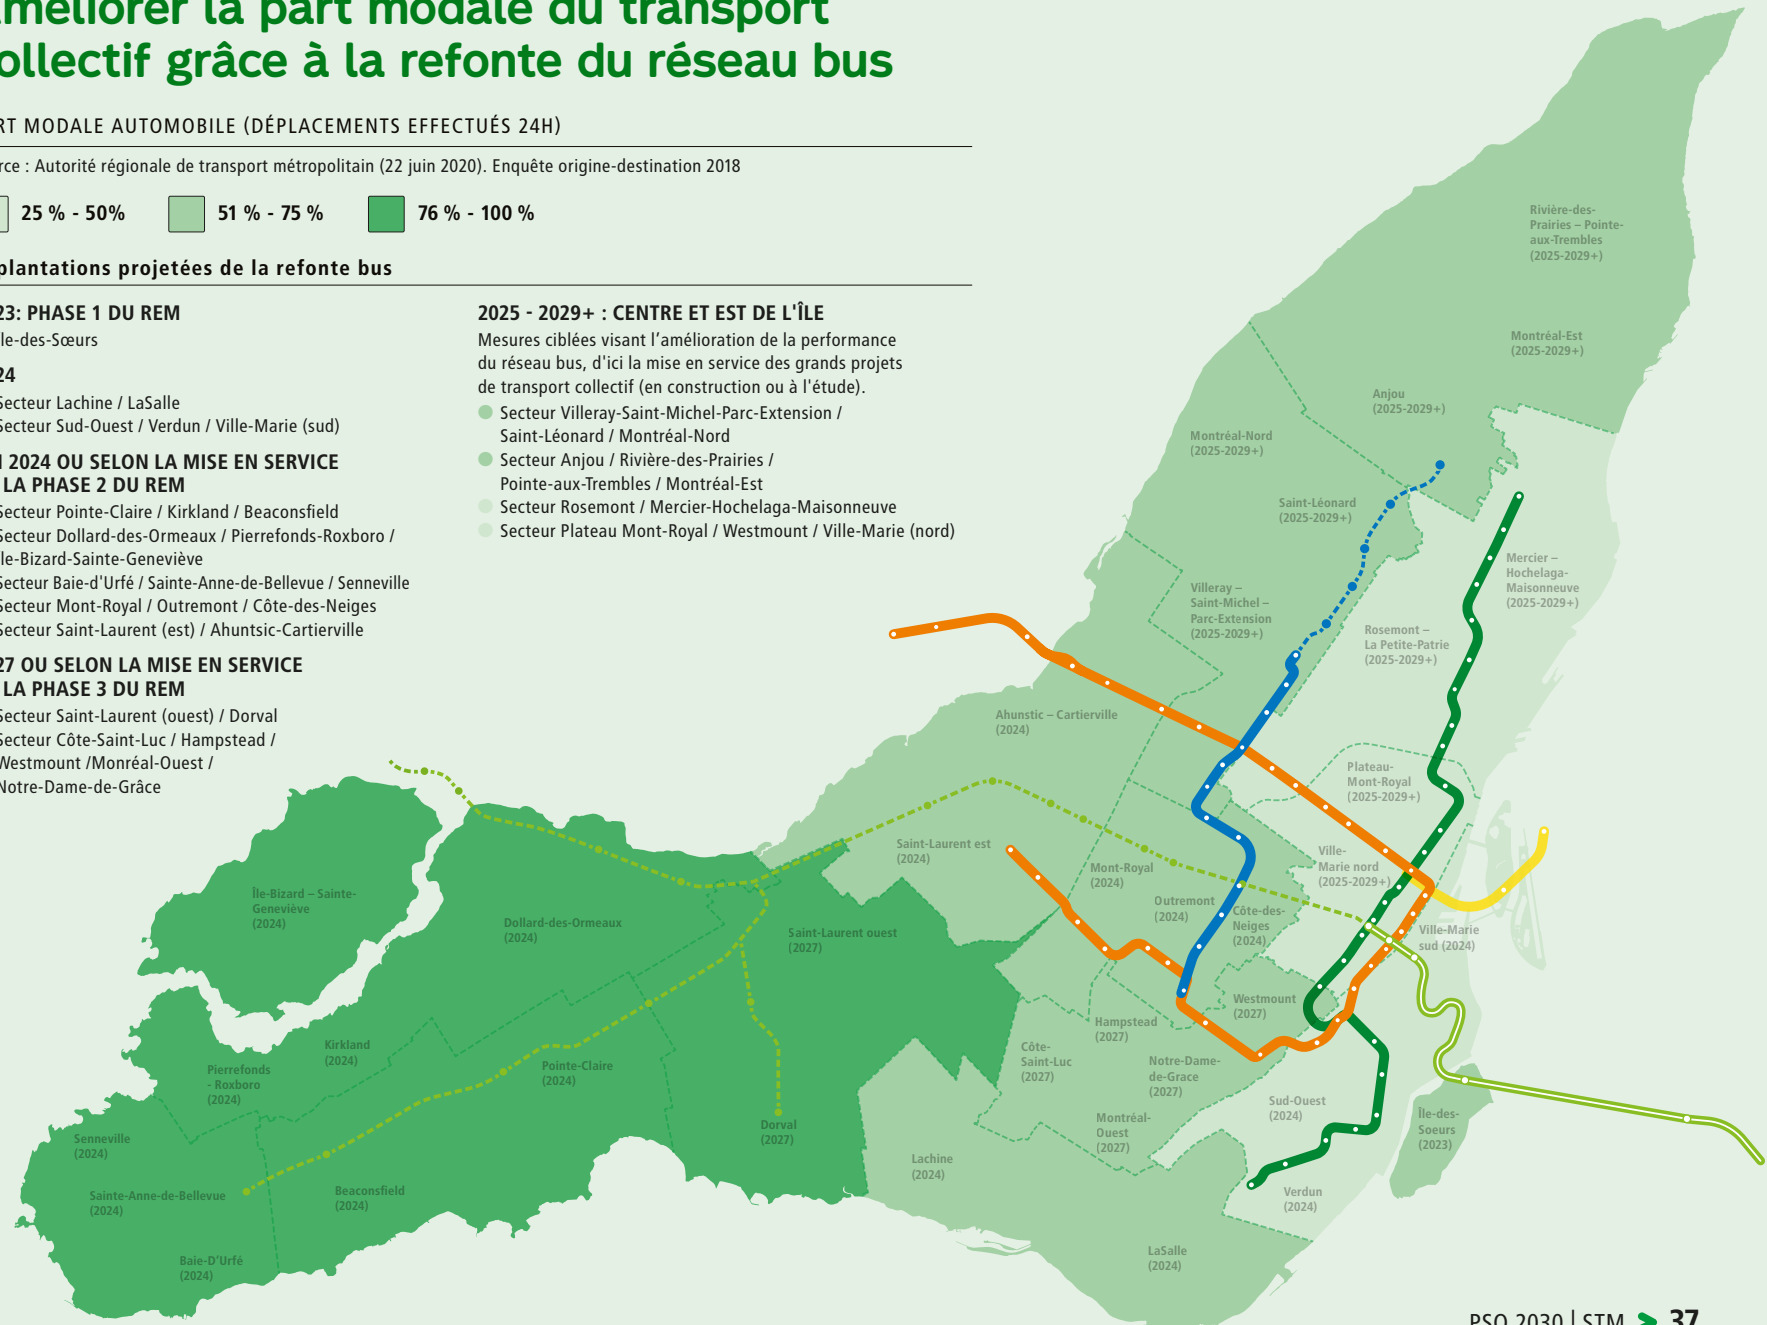 améliorer la part modale du transport
collectif grâce à la refonte du réseau bus
RT MODALE AUTOMOBILE (DÉPLACEMENTS EFFECTUÉS 24H)
rce : Autorité régionale de transport métropolitain (22 juin 2020). Enquête origine-destination 2018
25 % - 50%
51 % - 75 %
76 % - 100 %
plantations projetées de la refonte bus
23: PHASE 1 DU REM
le-des-Sœurs
24
Secteur Lachine / LaSalle
Secteur Sud-Ouest / Verdun / Ville-Marie (sud)
2024 OU SELON LA MISE EN SERVICE
LA PHASE 2 DU REM
Secteur Pointe-Claire / Kirkland / Beaconsfield
Secteur Dollard-des-Ormeaux / Pierrefonds-Roxboro /
Île-Bizard-Sainte-Geneviève
Secteur Baie-d'Urfé / Sainte-Anne-de-Bellevue / Senneville
Secteur Mont-Royal / Outremont / Côte-des-Neiges
Secteur Saint-Laurent (est) / Ahuntsic-Cartierville
27 OU SELON LA MISE EN SERVICE
LA PHASE 3 DU REM
Secteur Saint-Laurent (ouest) / Dorval
Secteur Côte-Saint-Luc / Hampstead /
Westmount /Monréal-Ouest /
Notre-Dame-de-Grâce
2025 - 2029+ : CENTRE ET EST DE L'ÎLE
Mesures ciblées visant l’amélioration de la performance
du réseau bus, d'ici la mise en service des grands projets
de transport collectif (en construction ou à l'étude).
Secteur Villeray-Saint-Michel-Parc-Extension /
Saint-Léonard / Montréal-Nord
Secteur Anjou / Rivière-des-Prairies /
Pointe-aux-Trembles / Montréal-Est
Secteur Rosemont / Mercier-Hochelaga-Maisonneuve
Secteur Plateau Mont-Royal / Westmount / Ville-Marie (nord)
Rivière-des-
Prairies – Pointe-
aux-Trembles
(2025-2029+)
Montréal-Est
(2025-2029+)
Anjou
(2025-2029+)
Montréal-Nord
(2025-2029+)
Saint-Léonard
(2025-2029+)
Mercier –
Hochelaga-
Maisonneuve
(2025-2029+)
Villeray –
Saint-Michel –
Parc-Extension
(2025-2029+)
Rosemont –
La Petite-Patrie
(2025-2029+)
Ahunstic – Cartierville
(2024)
Plateau-
Mont-Royal
(2025-2029+)
Saint-Laurent est
(2024)
Mont-Royal
(2024)
Ville-
Marie nord
(2025-2029+)
Outremont
(2024)
Côte-des-
Neiges
(2024)
Ville-Marie
sud (2024)
Île-Bizard – Sainte-
Geneviève
(2024)
Dollard-des-Ormeaux
(2024)
Saint-Laurent ouest
(2027)
Westmount
(2027)
Hampstead
(2027)
Côte-
Saint-Luc
(2027)
Notre-Dame-
de-Grace
(2027)
Kirkland
(2024)
Pierrefonds
- Roxboro
(2024)
Pointe-Claire
(2024)
Sud-Ouest
(2024)
Île-des-
Soeurs
(2023)
Montréal-
Ouest
(2027)
Dorval
(2027)
Senneville
(2024)
Lachine
(2024)
Sainte-Anne-de-Bellevue
(2024)
Beaconsfield
(2024)
Verdun
(2024)
Baie-D'Urfé
(2024)
LaSalle
(2024)
PSO 2030 | STM > 37